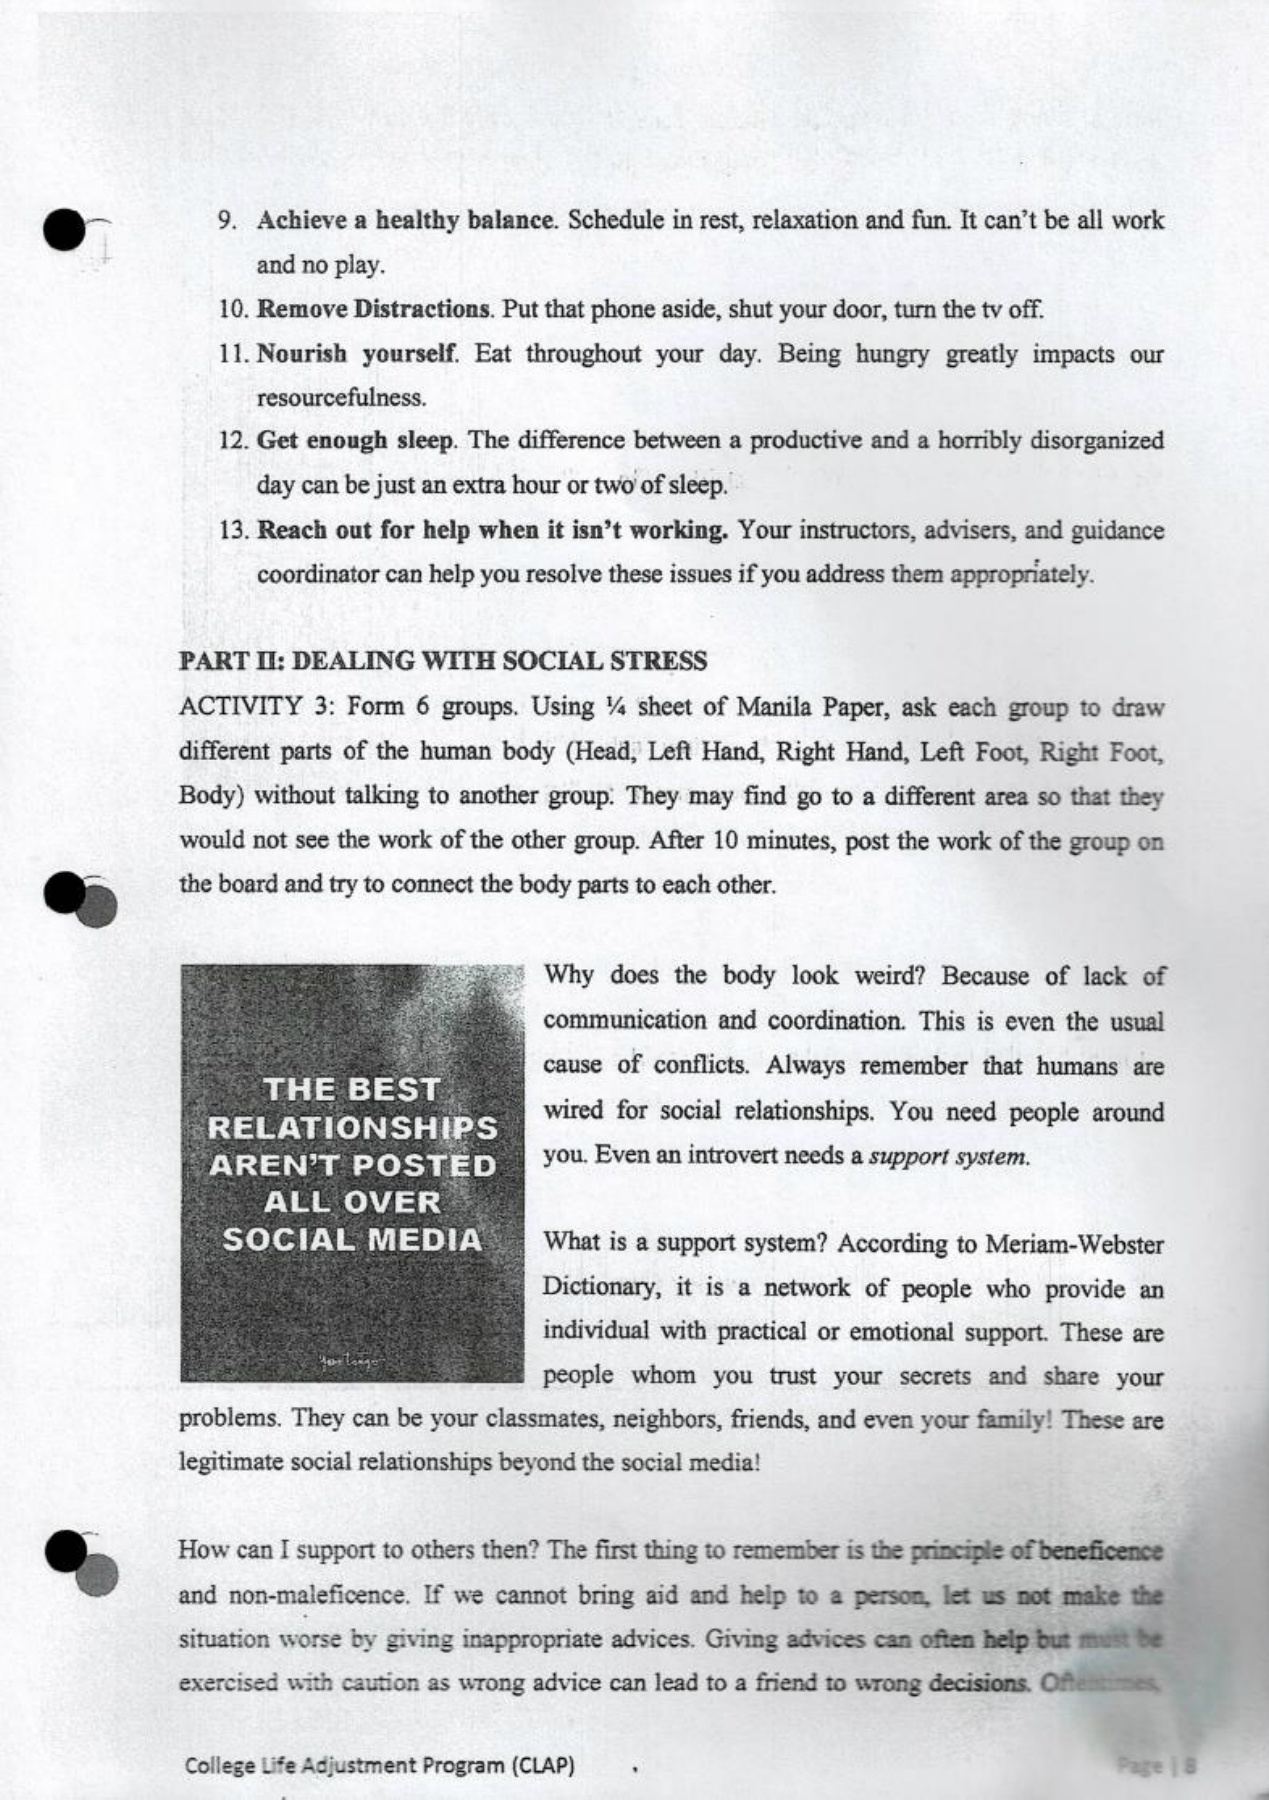 9. Achieve a healthy balance. Schedule in rest, relaxation and fun. It can't be all work
and no play.
10. Remove Distractions. Put that phone aside, shut your door, turn the tv off.
11. Nourish yourself. Eat throughout your day. Being hungry greatly impacts our
resourcefulness.
12. Get enough sleep. The difference between a productive and a horribly disorganized
day can be just an extra hour or two of sleep.
13. Reach out for help when it isn't working. Your instructors, advisers, and guidance
coordinator can help you resolve these issues if you address them appropriately.
PART II: DEALING WITH SOCIAL STRESS
ACTIVITY 3: Form 6 groups. Using ¼ sheet of Manila Paper, ask each group to draw
different parts of the human body (Head, Left Hand, Right Hand, Left Foot, Right Foot,
Body) without talking to another group. They may find go to a different area so that they
would not see the work of the other group. After 10 minutes, post the work of the group on
the board and try to connect the body parts to each other.
THE BEST
RELATIONSHIPS
AREN'T POSTED
ALL OVER
SOCIAL MEDIA
Why does the body look weird? Because of lack of
communication and coordination. This is even the usual
cause of conflicts. Always remember that humans are
wired for social relationships. You need people around
you. Even an introvert needs a support system.
What is a support system? According to Meriam-Webster
Dictionary, it is a network of people who provide an
individual with practical or emotional support. These are
people whom you trust your secrets and share your
problems. They can be your classmates, neighbors, friends, and even your family! These are
legitimate social relationships beyond the social media!
How can I support to others then? The first thing to remember is the principle of beneficence
and non-maleficence. If we cannot bring aid and help to a person, let us not make the
situation worse by giving inappropriate advices. Giving advices can often help but must be
exercised with caution as wrong advice can lead to a friend to wrong decisions. Oftentimes,
College Life Adjustment Program (CLAP)
Page | 8